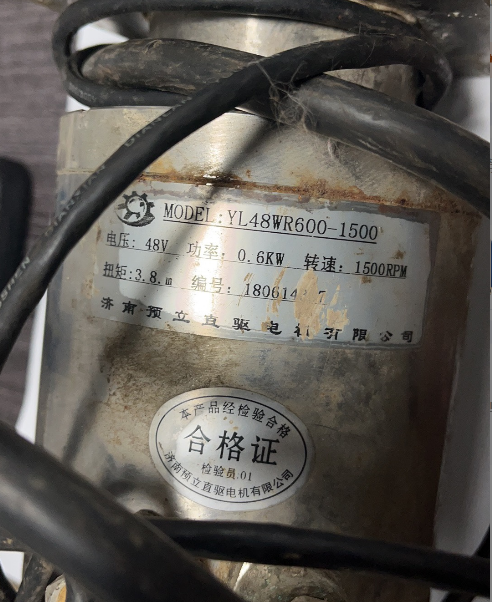 MODEL:YL48WR600-1500
电压: 48V 功率: 0.6KW 转速: 1500RPM
扭矩:3.8 编号:
济南预立直驱电机有限公司
本产品经检验合格
合格证
检验员:01
济南预立直驱电机有限公司